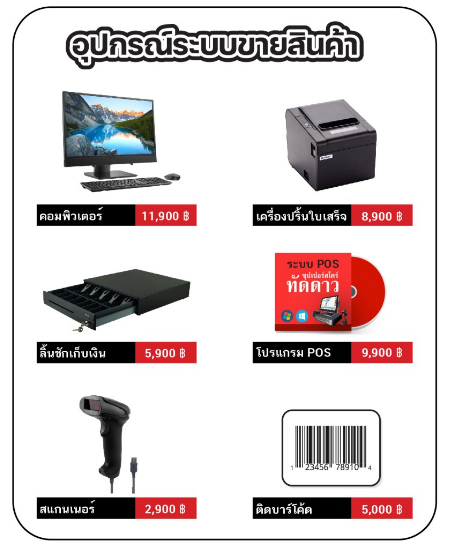 อุปกรณ์ระบบขายสินค้า
คอมพิวเตอร์ 11,900 ฿
เครื่องปริ้นใบเสร็จ 8,900 ฿
ระบบ POS
ซุปเปอร์สโตร์
ทัดดาว
ลิ้นชักเก็บเงิน 5,900 ฿
โปรแกรม POS 9,900 ฿
1 23456 78910 4
สแกนเนอร์ 2,900 ฿
ติดบาร์โค้ด 5,000 ฿